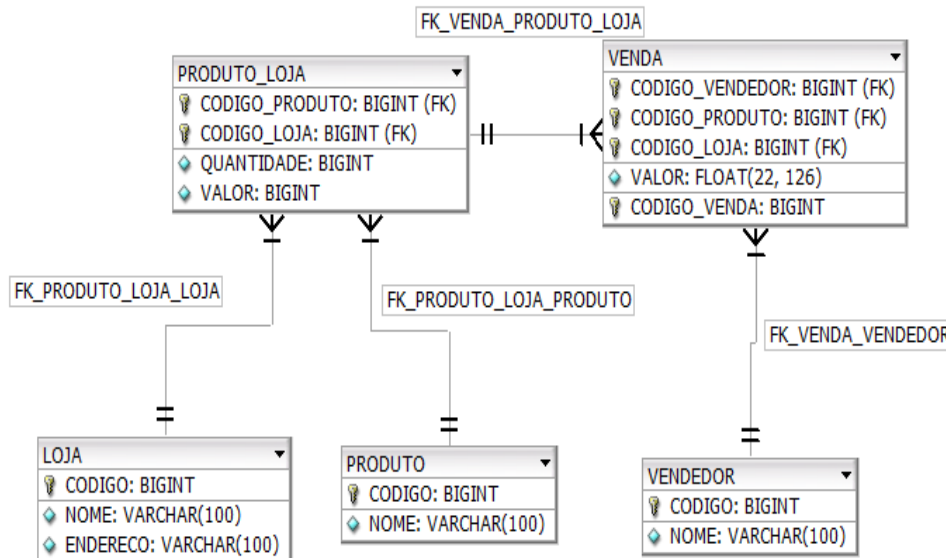 FK_VENDA_PRODUTO_LOJA
PRODUTO_LOJA
CODIGO_PRODUTO: BIGINT (FK)
CODIGO_LOJA: BIGINT (FK)
QUANTIDADE: BIGINT
VALOR: BIGINT
VENDA
CODIGO_VENDEDOR: BIGINT (FK)
CODIGO_PRODUTO: BIGINT (FK)
CODIGO_LOJA: BIGINT (FK)
VALOR: FLOAT(22, 126)
CODIGO_VENDA: BIGINT
FK_PRODUTO_LOJA_LOJA
FK_PRODUTO_LOJA_PRODUTO
FK_VENDA_VENDEDOR
LOJA
CODIGO: BIGINT
NOME: VARCHAR(100)
ENDERECO: VARCHAR(100)
PRODUTO
CODIGO: BIGINT
NOME: VARCHAR(100)
VENDEDOR
CODIGO: BIGINT
NOME: VARCHAR(100)